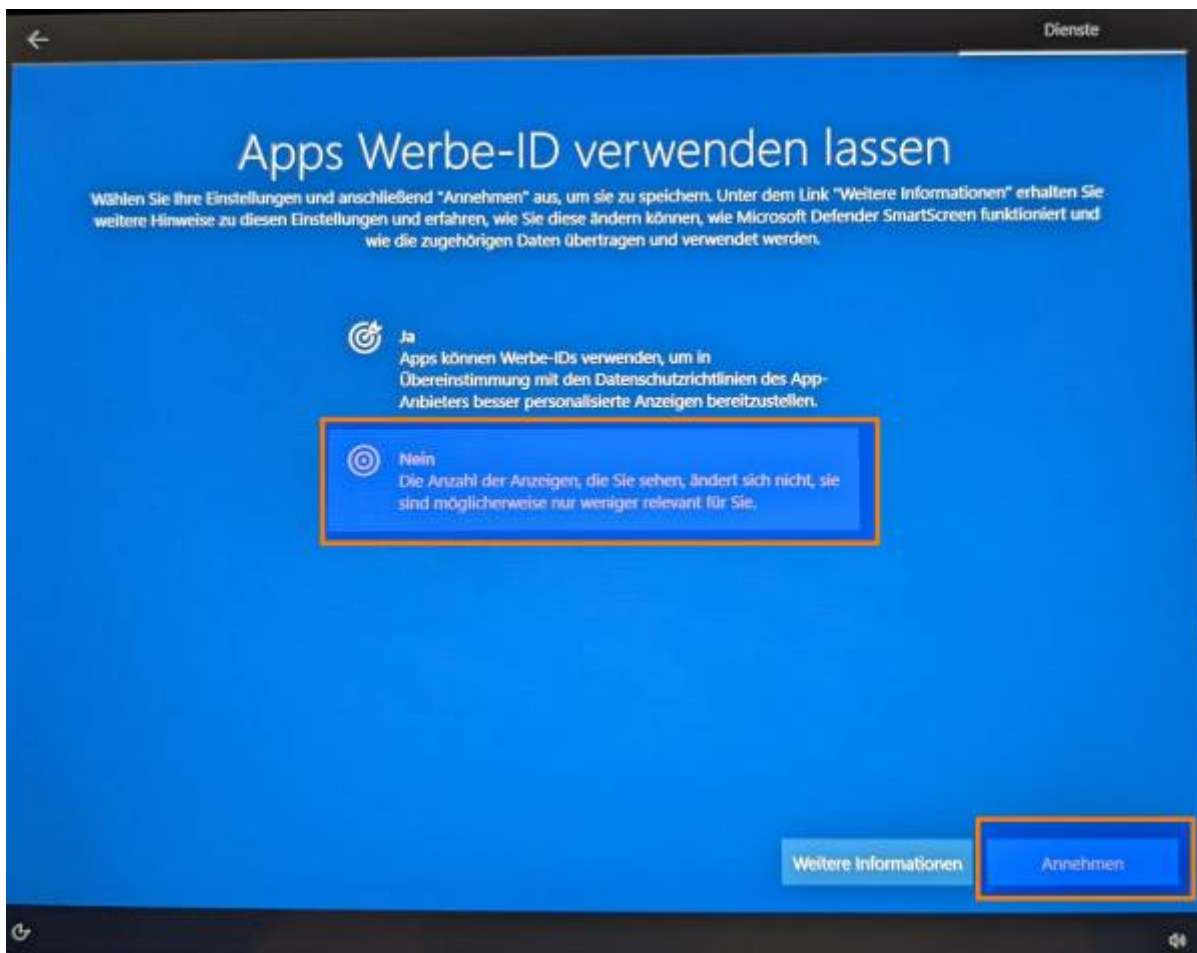 Dienste
Apps Werbe-ID verwenden lassen
Wählen Sie Ihre Einstellungen und anschließend "Annehmen" aus, um sie zu speichern. Unter dem Link "Weitere Informationen" erhalten Sie
weitere Hinweise zu diesen Einstellungen und erfahren, wie Sie diese ändern können, wie Microsoft Defender SmartScreen funktioniert und
wie die zugehörigen Daten übertragen und verwendet werden.
Ja
Apps können Werbe-IDs verwenden, um in
Übereinstimmung mit den Datenschutzrichtlinien des App-
Anbieters besser personalisierte Anzeigen bereitzustellen.
Nein
Die Anzahl der Anzeigen, die Sie sehen, ändert sich nicht, sie
sind möglicherweise nur weniger relevant für Sie.
Weitere Informationen
Annehmen